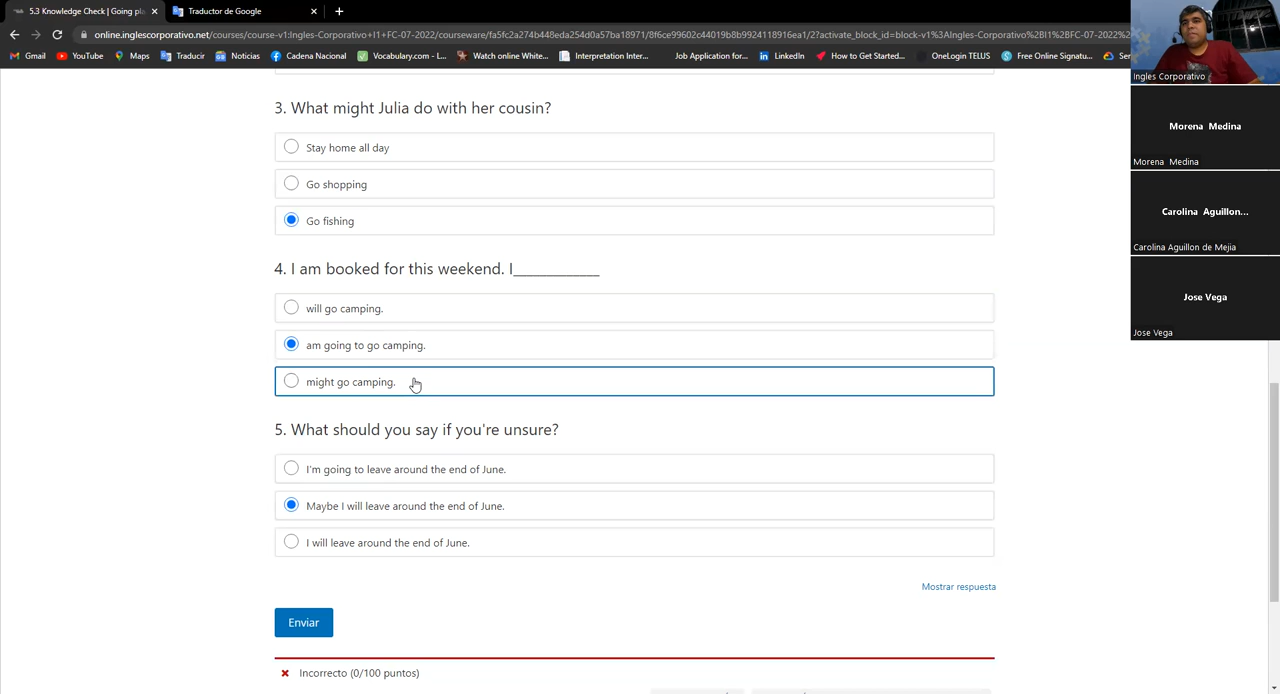 5.3 Knowledge Check | Going pla
Traductor de Google
online.inglescorporativo.net/courses/course-v1:Ingles-Corporativo+I1+FC-07-2022/courseware/fa5fc2a274b448eda254d0a57ba18971/8f6ce99602c44019b8b9924118916ea1/2?activate_block_id=block-v1%3AIngles-Corporativo%2BI1%2BFC-07-2022%2
Gmail YouTube Maps Traducir Noticias Cadena Nacional Vocabulary.com - L... Watch online White... Interpretation Inter... Job Application for... LinkedIn How to Get Started... OneLogin TELUS Free Online Signatu... Se
Ingles Corporativo
Morena Medina
Morena Medina
Carolina Aguillon...
Carolina Aguillon de Mejia
Jose Vega
Jose Vega
3. What might Julia do with her cousin?
Stay home all day
Go shopping
Go fishing
4. I am booked for this weekend. I_____________
will go camping.
am going to go camping.
might go camping.
5. What should you say if you're unsure?
I'm going to leave around the end of June.
Maybe I will leave around the end of June.
I will leave around the end of June.
Mostrar respuesta
Enviar
Incorrecto (0/100 puntos)